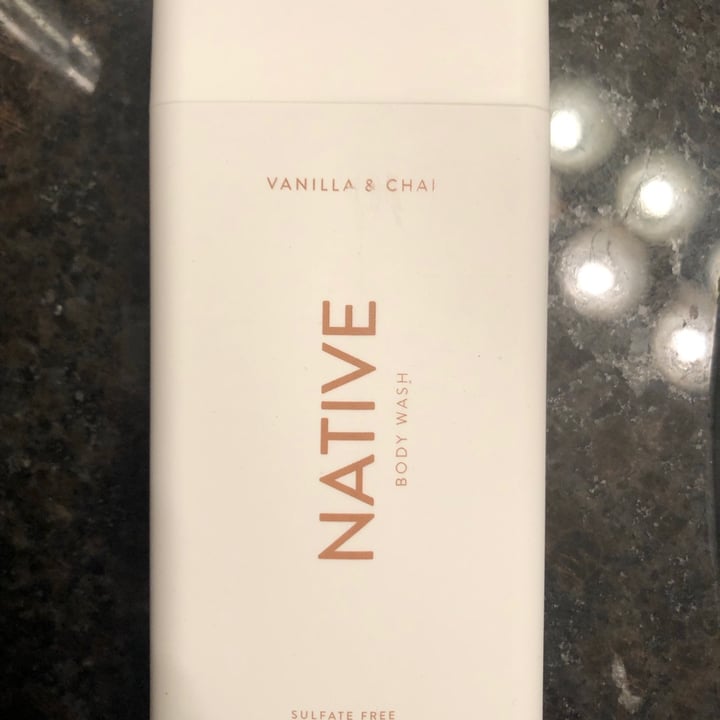 VANILLA & CHAI
NATIVE
BODY WASH
SULFATE FREE